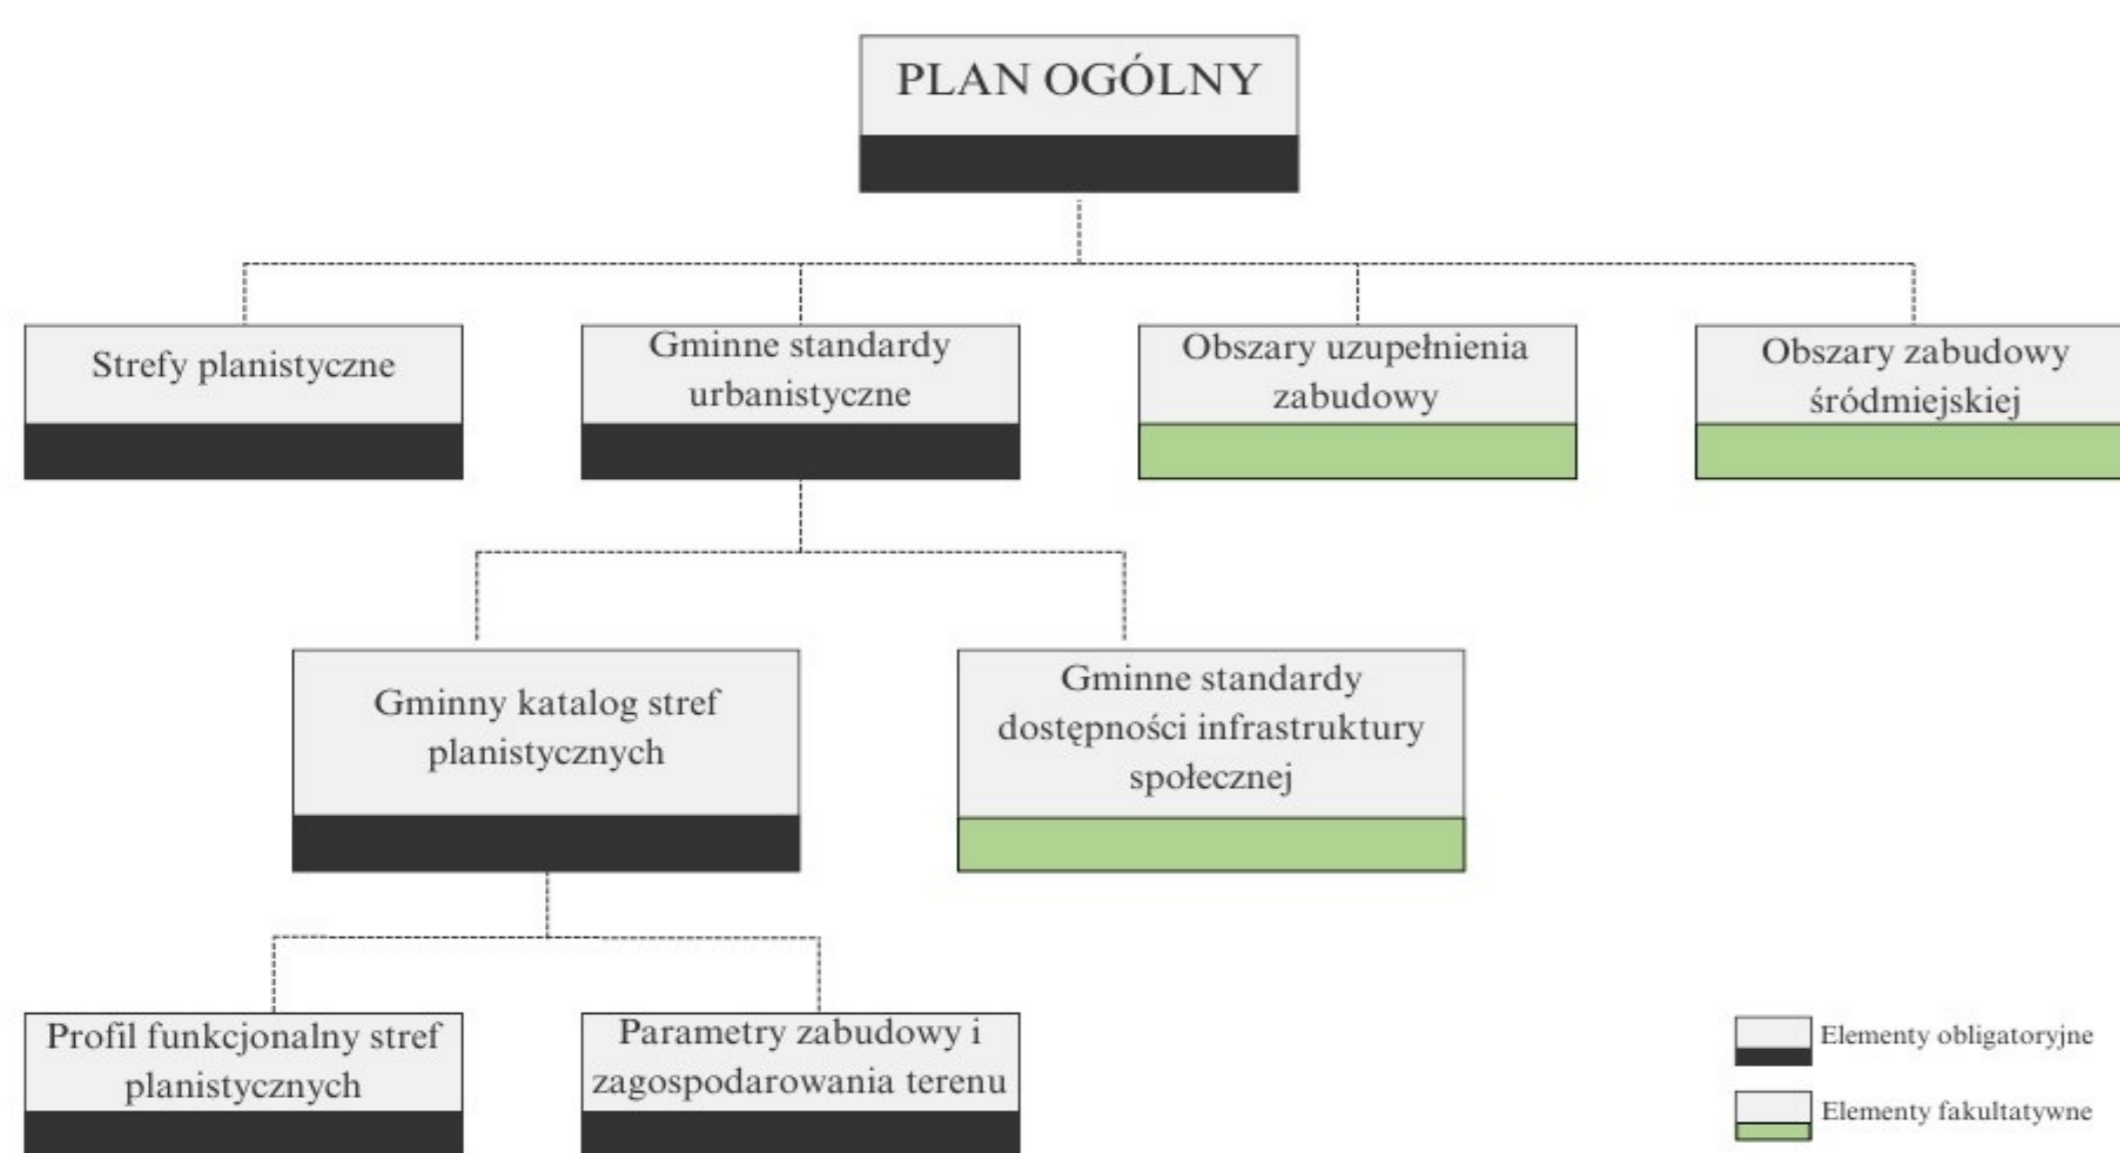 PLAN OGÓLNY
Strefy planistyczne
Gminne standardy
urbanistyczne
Obszary uzupełnienia
zabudowy
Obszary zabudowy
śródmiejskiej
Gminny katalog stref
planistycznych
Gminne standardy
dostępności infrastruktury
społecznej
Profil funkcjonalny stref
planistycznych
Parametry zabudowy i
zagospodarowania terenu
Elementy obligatoryjne
Elementy fakultatywne